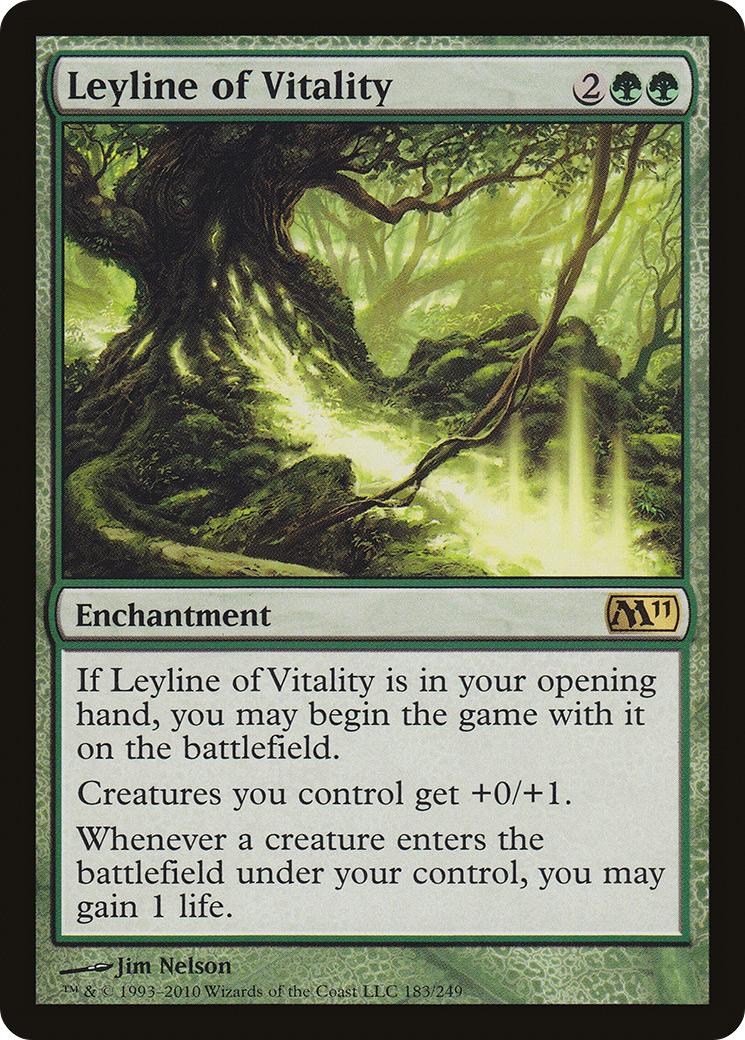 Leyline of Vitality 2
Enchantment M11
If Leyline of Vitality is in your opening
hand, you may begin the game with it
on the battlefield.
Creatures you control get +0/+1.
Whenever a creature enters the
battlefield under your control, you may
gain 1 life.
Jim Nelson
™ & © 1993–2010 Wizards of the Coast LLC 183/249